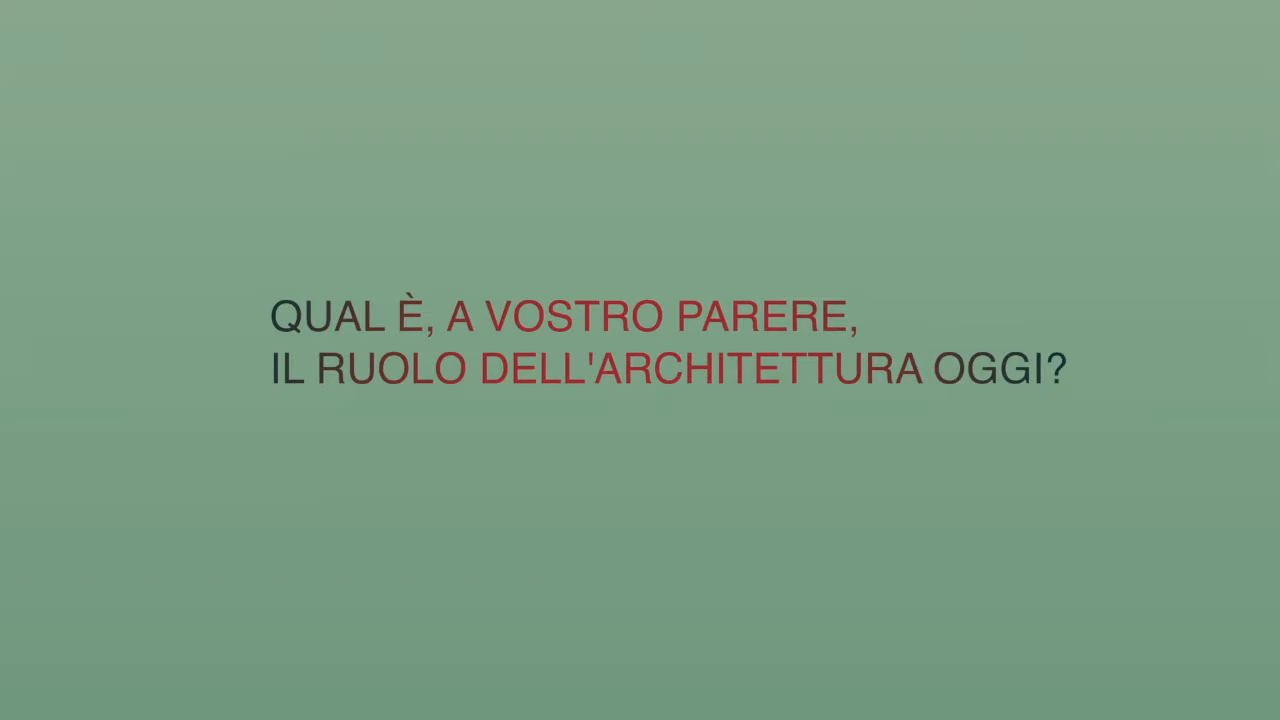 QUAL È, A VOSTRO PARERE,
IL RUOLO DELL'ARCHITETTURA OGGI?